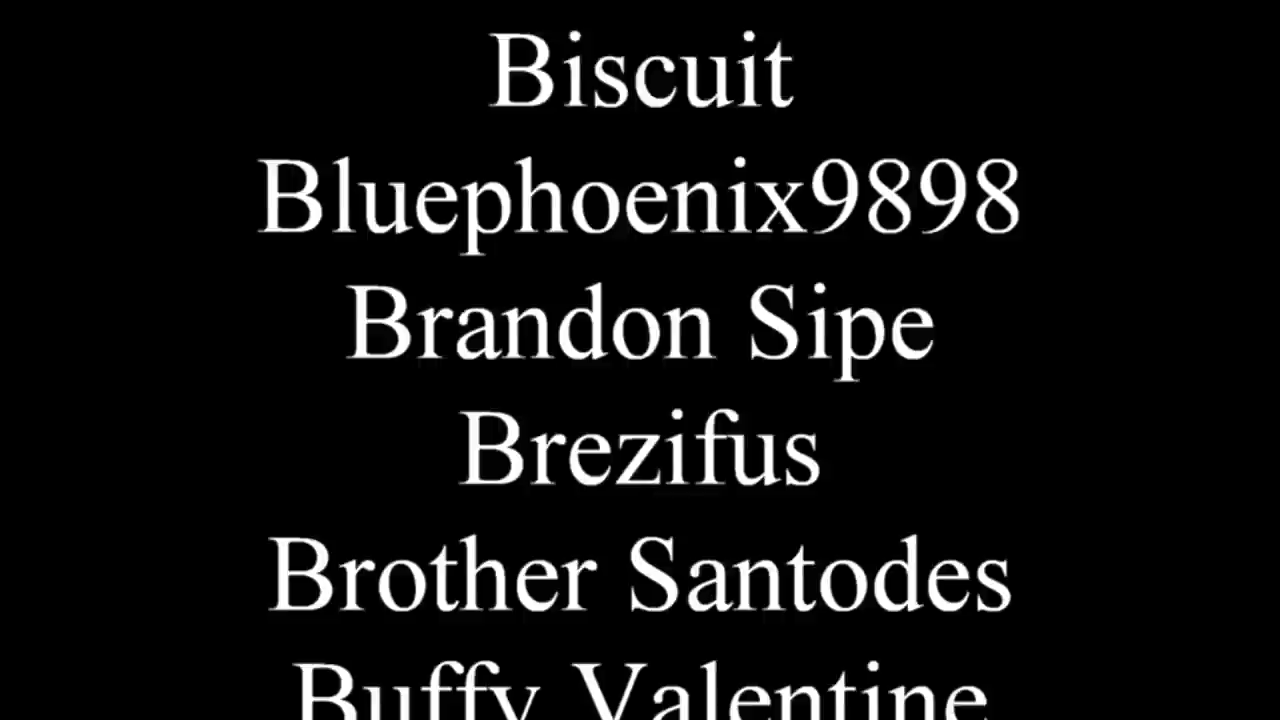 Biscuit
Bluephoenix9898
Brandon Sipe
Brezifus
Brother Santodes
Buffy Valentine